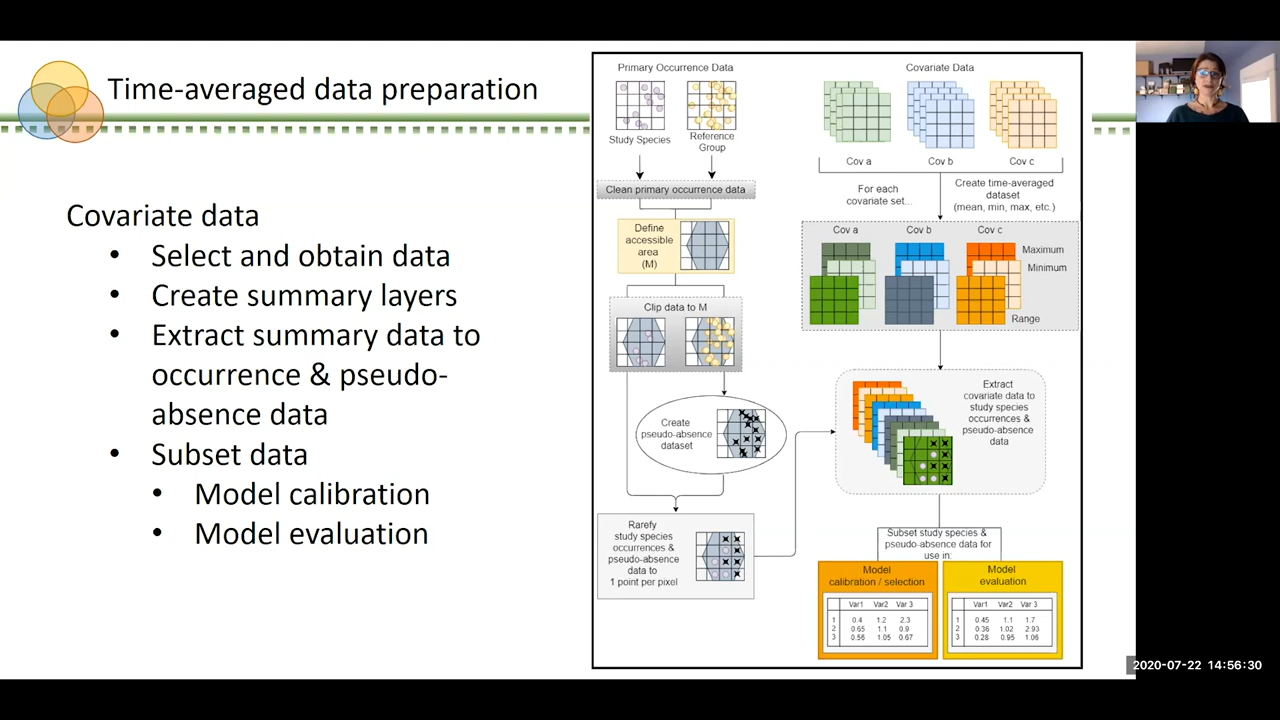 Time-averaged data preparation
Covariate data
• Select and obtain data
• Create summary layers
• Extract summary data to
occurrence & pseudo-
absence data
• Subset data
• Model calibration
• Model evaluation
Primary Occurrence Data
Study Species
Reference
Group
Clean primary occurrence data
Define
accessible
area
(M)
Clip data to M
Create
pseudo-absence
dataset
Rarefy
study species
occurrences &
pseudo-absence
data to
1 point per pixel
Covariate Data
Cov a
Cov b
Cov c
For each
covariate set...
Create time-averaged
dataset
(mean, min, max, etc.)
Cov a
Cov b
Cov c
Maximum
Minimum
Range
Extract
covariate data to
study species
occurrences &
pseudo-absence
data
Subset study species &
pseudo-absence data for
use in:
Model
calibration / selection
Var1 Var2 Var 3
1 0.4 1.2 2.3
2 0.65 1.1 0.9
3 0.56 1.05 0.67
Model
evaluation
Var1 Var2 Var 3
1 0.45 1.1 1.7
2 0.36 1.02 2.93
3 0.28 0.95 1.06
2020-07-22 14:56:30